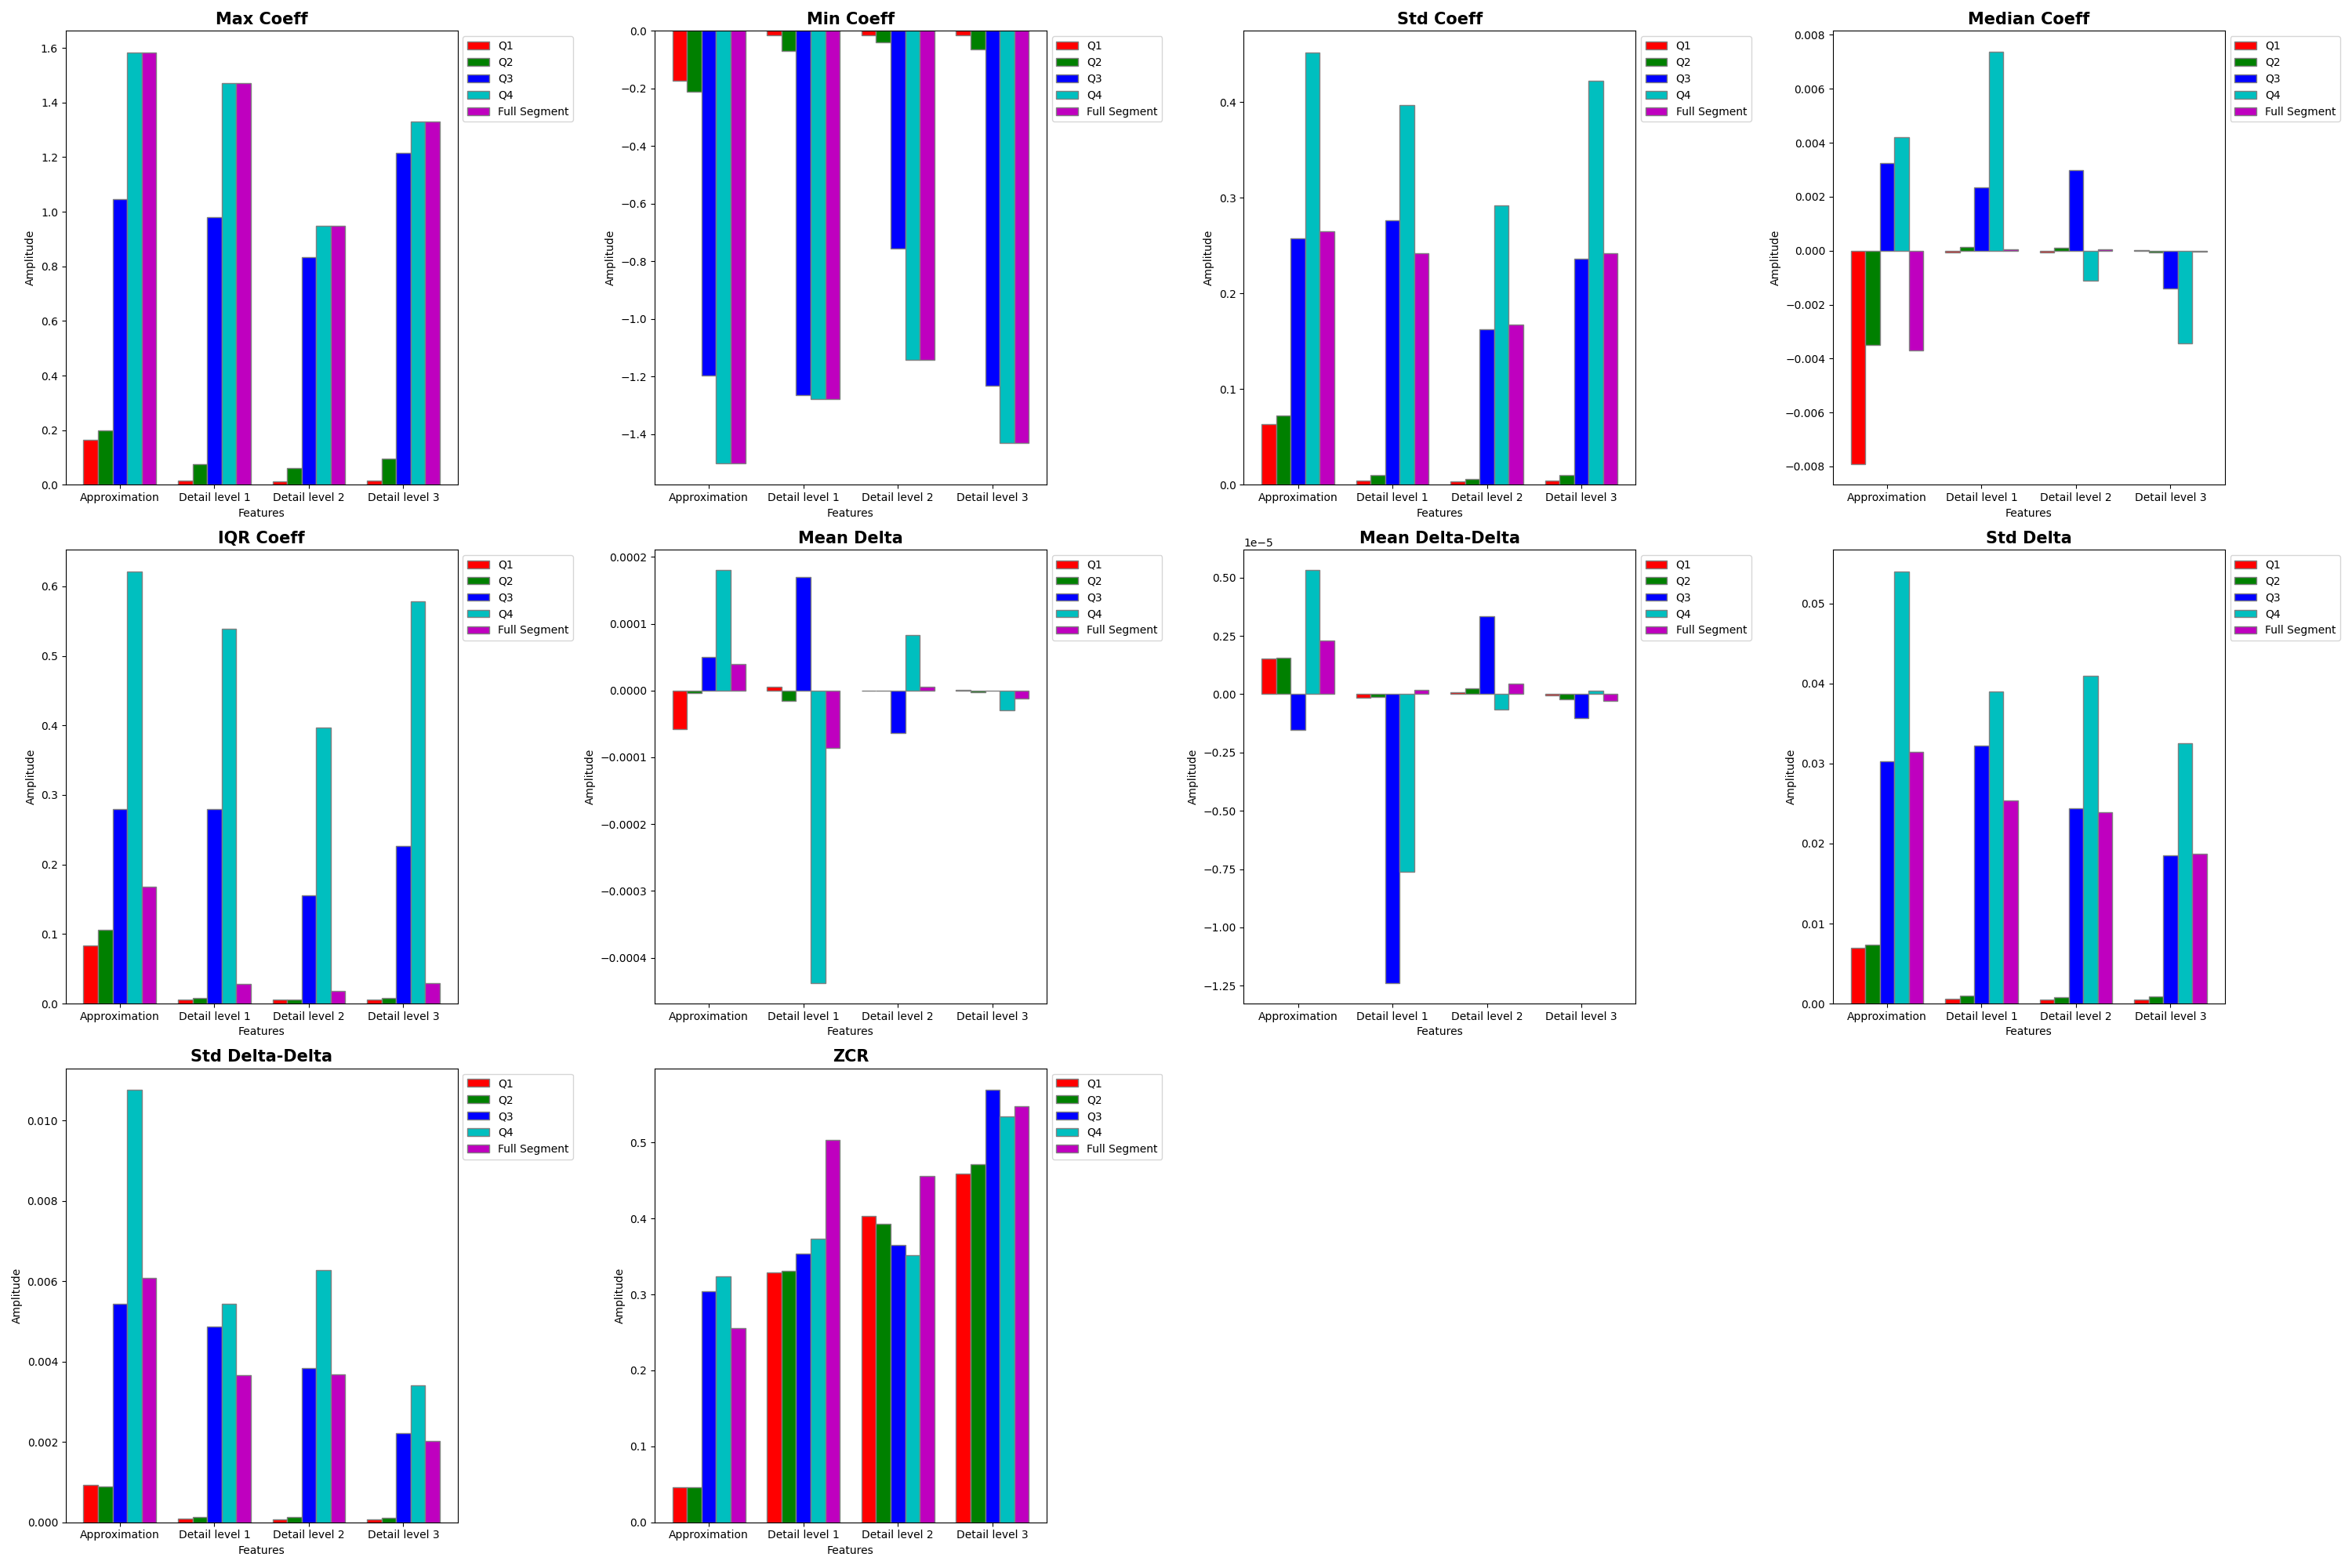 Max Coeff
1.6
1.4
1.2
1.0
0.8
0.6
0.4
0.2
0.0
Amplitude
Approximation Detail level 1 Detail level 2 Detail level 3
Features
Q1
Q2
Q3
Q4
Full Segment
Min Coeff
0.0
−0.2
−0.4
−0.6
−0.8
−1.0
−1.2
−1.4
Amplitude
Approximation Detail level 1 Detail level 2 Detail level 3
Features
Q1
Q2
Q3
Q4
Full Segment
Std Coeff
0.4
0.3
0.2
0.1
0.0
Amplitude
Approximation Detail level 1 Detail level 2 Detail level 3
Features
Q1
Q2
Q3
Q4
Full Segment
Median Coeff
0.008
0.006
0.004
0.002
0.000
−0.002
−0.004
−0.006
−0.008
Amplitude
Approximation Detail level 1 Detail level 2 Detail level 3
Features
Q1
Q2
Q3
Q4
Full Segment
IQR Coeff
0.6
0.5
0.4
0.3
0.2
0.1
0.0
Amplitude
Approximation Detail level 1 Detail level 2 Detail level 3
Features
Q1
Q2
Q3
Q4
Full Segment
Mean Delta
0.0002
0.0001
0.0000
−0.0001
−0.0002
−0.0003
−0.0004
Amplitude
Approximation Detail level 1 Detail level 2 Detail level 3
Features
Q1
Q2
Q3
Q4
Full Segment
Mean Delta-Delta
1e−5
0.50
0.25
0.00
−0.25
−0.50
−0.75
−1.00
−1.25
Amplitude
Approximation Detail level 1 Detail level 2 Detail level 3
Features
Q1
Q2
Q3
Q4
Full Segment
Std Delta
0.05
0.04
0.03
0.02
0.01
0.00
Amplitude
Approximation Detail level 1 Detail level 2 Detail level 3
Features
Q1
Q2
Q3
Q4
Full Segment
Std Delta-Delta
0.010
0.008
0.006
0.004
0.002
0.000
Amplitude
Approximation Detail level 1 Detail level 2 Detail level 3
Features
Q1
Q2
Q3
Q4
Full Segment
ZCR
0.5
0.4
0.3
0.2
0.1
0.0
Amplitude
Approximation Detail level 1 Detail level 2 Detail level 3
Features
Q1
Q2
Q3
Q4
Full Segment